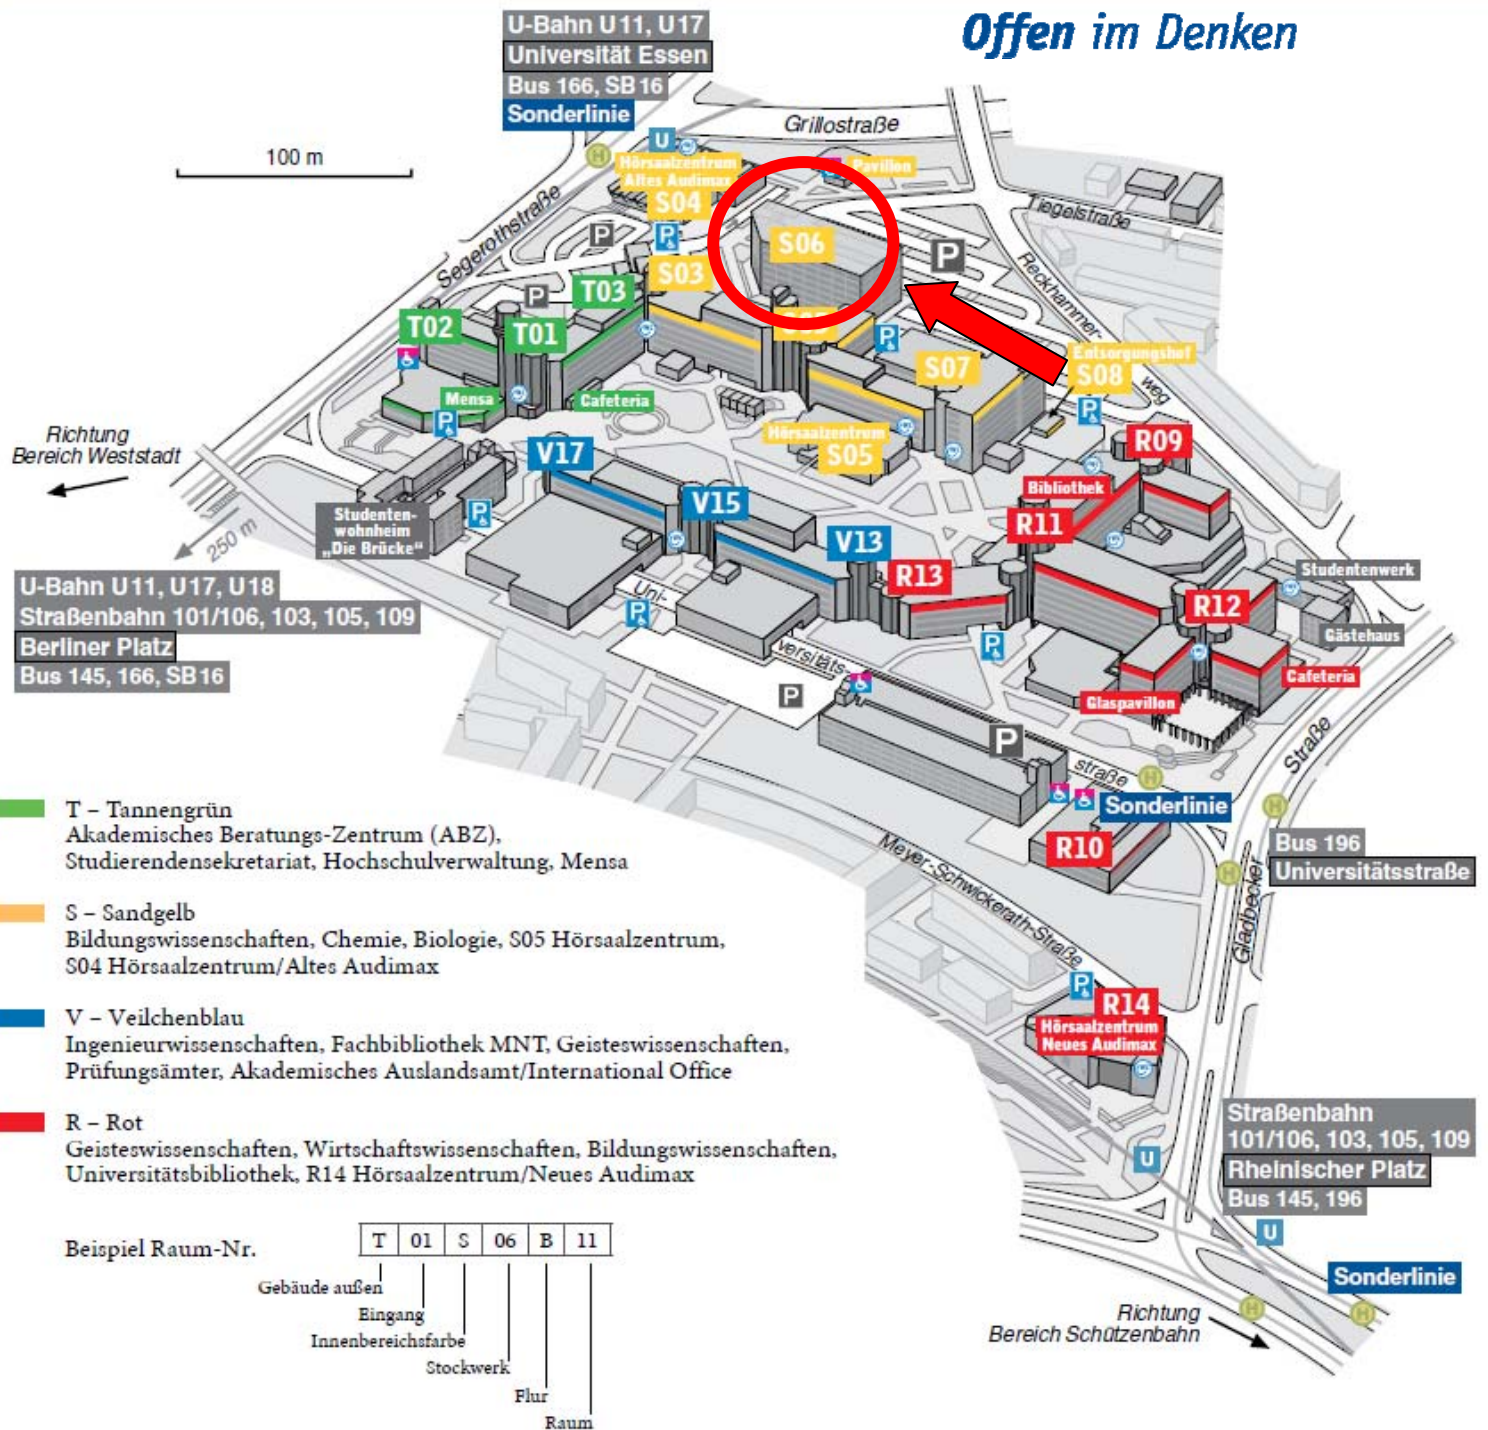 Offen im Denken
U-Bahn U11, U17
Universität Essen
Bus 166, SB16
Sonderlinie
100 m
Grillostraße
Hörsaalzentrum
Altes Audimax
S04
Pavillon
Tiegelstraße
Segerothstraße
S06
S03
Reckhammer-
weg
T03
T02
T01
S07
Entsorgungshof
S08
Mensa
Cafeteria
Hörsaalzentrum
S05
R09
Richtung
Bereich Weststadt
V17
Bibliothek
V15
R11
Studenten-
wohnheim
„Die Brücke“
250 m
V13
R13
Studentenwerk
U-Bahn U11, U17, U18
Straßenbahn 101/106, 103, 105, 109
Berliner Platz
Bus 145, 166, SB16
Uni-
versitäts-
straße
R12
Gästehaus
Cafeteria
Glaspavillon
Sonderlinie
R10
Gladbecker
Straße
Bus 196
Universitätsstraße
Meyer-Schwickerath-Straße
T – Tannengrün
Akademisches Beratungs-Zentrum (ABZ),
Studierendensekretariat, Hochschulverwaltung, Mensa
S – Sandgelb
Bildungswissenschaften, Chemie, Biologie, S05 Hörsaalzentrum,
S04 Hörsaalzentrum/Altes Audimax
V – Veilchenblau
Ingenieurwissenschaften, Fachbibliothek MNT, Geisteswissenschaften,
Prüfungsämter, Akademisches Auslandsamt/International Office
R – Rot
Geisteswissenschaften, Wirtschaftswissenschaften, Bildungswissenschaften,
Universitätsbibliothek, R14 Hörsaalzentrum/Neues Audimax
R14
Hörsaalzentrum
Neues Audimax
Straßenbahn
101/106, 103, 105, 109
Rheinischer Platz
Bus 145, 196
Sonderlinie
Richtung
Bereich Schützenbahn
Beispiel Raum-Nr.
T 01 S 06 B 11
Gebäude außen
Eingang
Innenbereichsfarbe
Stockwerk
Flur
Raum